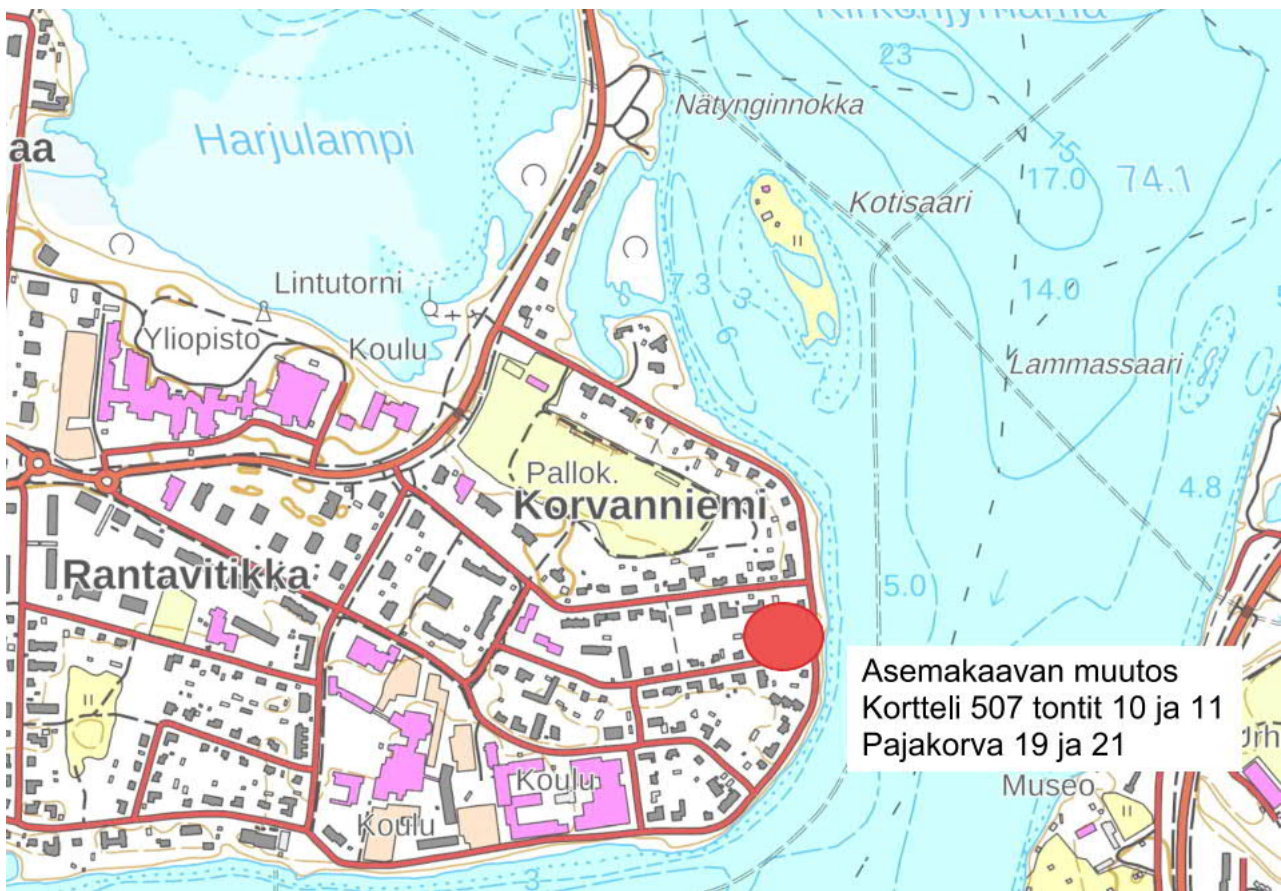 23
Nätynginnokka
Harjulampi
aa
15
17.0
74.1
Kotisaari
Lintutorni
7.3
3
6
14.0
Yliopisto
Koulu
Lammassaari
Pallok.
Korvanniemi
4.8
Rantavitikka
5.0
Asemakaavan muutos
Kortteli 507 tontit 10 ja 11
Pajakorva 19 ja 21
Koulu
Museo
Koulu
3